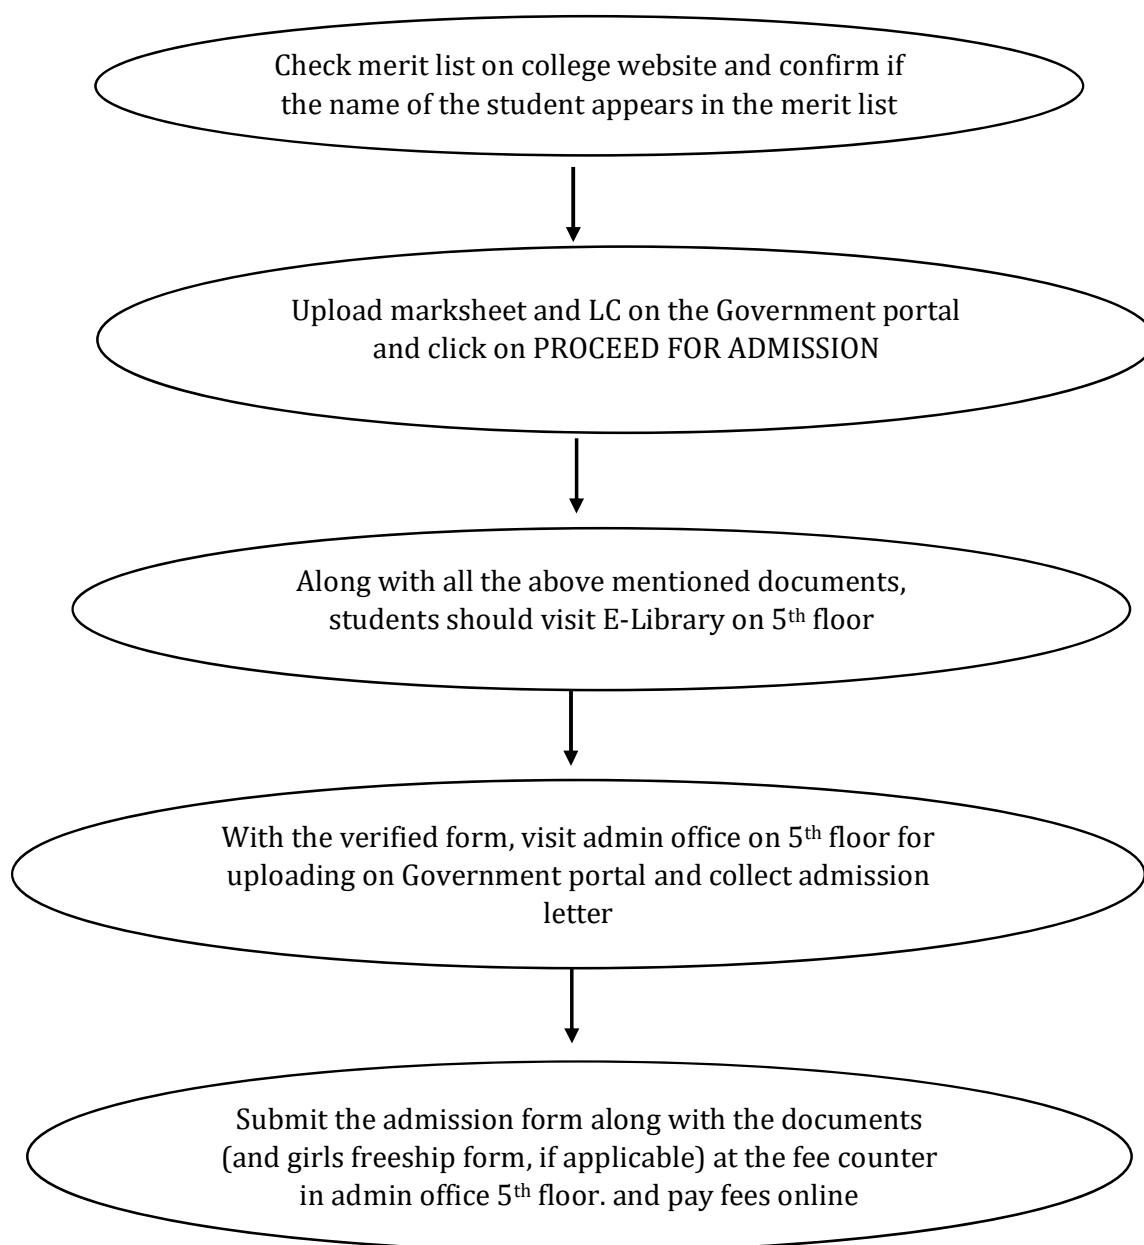 Check merit list on college website and confirm if
the name of the student appears in the merit list
Upload marksheet and LC on the Government portal
and click on PROCEED FOR ADMISSION
Along with all the above mentioned documents,
students should visit E-Library on 5th floor
With the verified form, visit admin office on 5th floor for
uploading on Government portal and collect admission
letter
Submit the admission form along with the documents
(and girls freeship form, if applicable) at the fee counter
in admin office 5th floor. and pay fees online